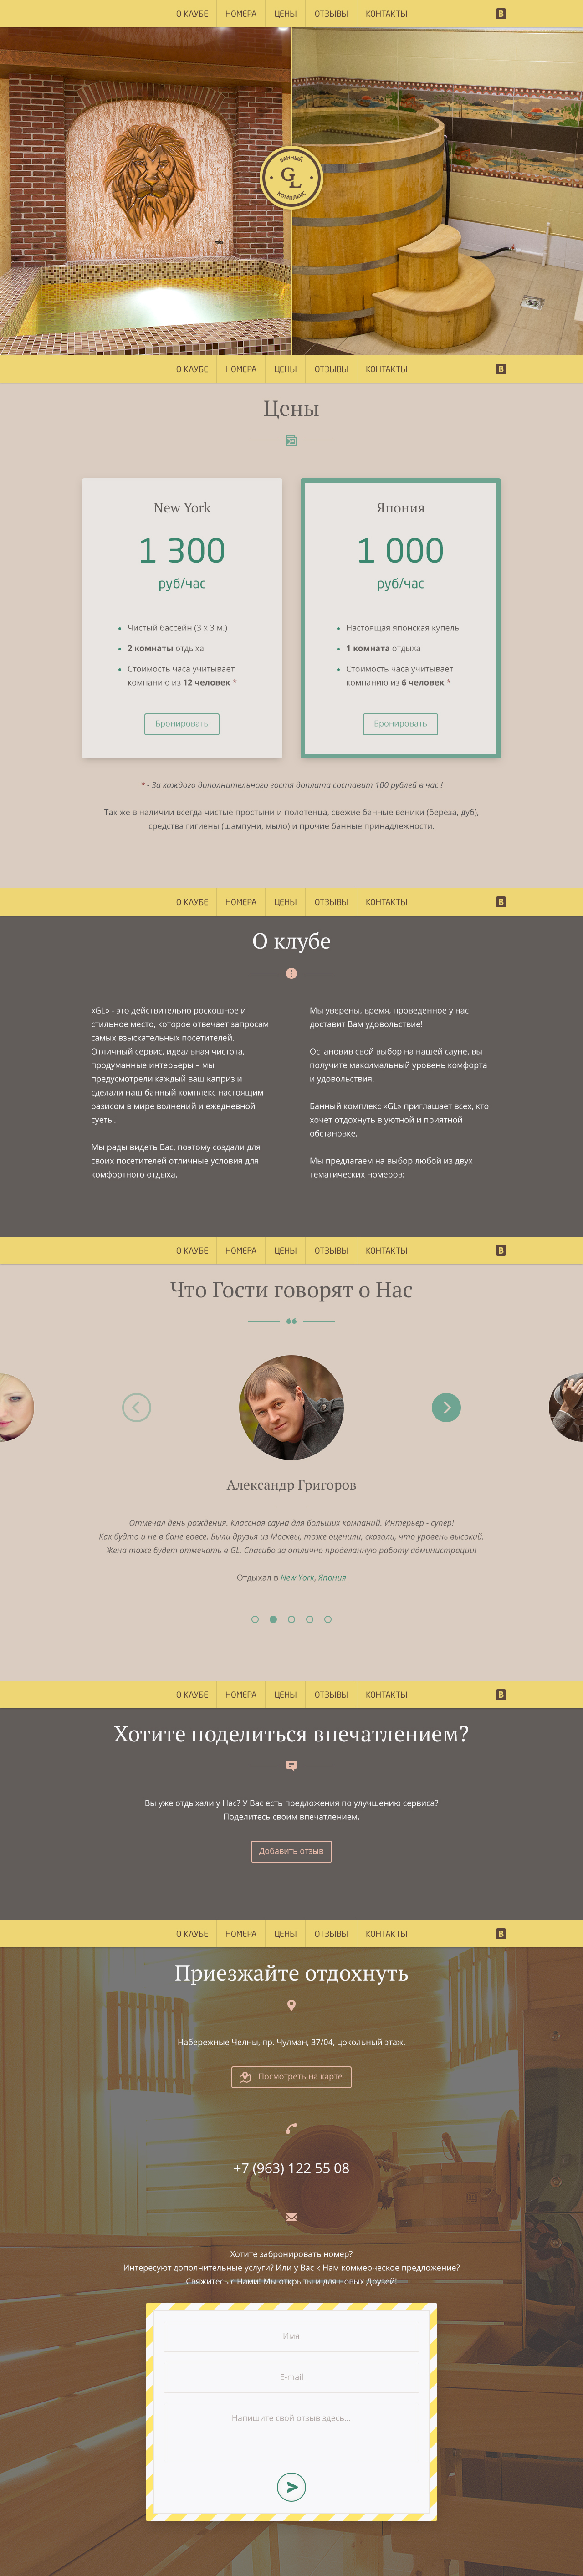 О КЛУБЕ НОМЕРА ЦЕНЫ ОТЗЫВЫ КОНТАКТЫ B
БАННЫЙ
GL
КОМПЛЕКС
О КЛУБЕ НОМЕРА ЦЕНЫ ОТЗЫВЫ КОНТАКТЫ B
Цены
New York
1 300
руб/час
Чистый бассейн (3 x 3 м.)
2 комнаты отдыха
Стоимость часа учитывает
компанию из 12 человек *
Бронировать
Япония
1 000
руб/час
Настоящая японская купель
1 комната отдыха
Стоимость часа учитывает
компанию из 6 человек *
Бронировать
* - За каждого дополнительного гостя доплата составит 100 рублей в час !
Так же в наличии всегда чистые простыни и полотенца, свежие банные веники (береза, дуб),
средства гигиены (шампуни, мыло) и прочие банные принадлежности.
О КЛУБЕ НОМЕРА ЦЕНЫ ОТЗЫВЫ КОНТАКТЫ B
О клубе
«GL» - это действительно роскошное и
стильное место, которое отвечает запросам
самых взыскательных посетителей.
Отличный сервис, идеальная чистота,
продуманные интерьеры – мы
предусмотрели каждый ваш каприз и
сделали наш банный комплекс настоящим
оазисом в мире волнений и ежедневной
суеты.
Мы рады видеть Вас, поэтому создали для
своих посетителей отличные условия для
комфортного отдыха.
Мы уверены, время, проведенное у нас
доставит Вам удовольствие!
Остановив свой выбор на нашей сауне, вы
получите максимальный уровень комфорта
и удовольствия.
Банный комплекс «GL» приглашает всех, кто
хочет отдохнуть в уютной и приятной
обстановке.
Мы предлагаем на выбор любой из двух
тематических номеров:
О КЛУБЕ НОМЕРА ЦЕНЫ ОТЗЫВЫ КОНТАКТЫ B
Что Гости говорят о Нас
Александр Григоров
Отмечал день рождения. Классная сауна для больших компаний. Интерьер - супер!
Как будто и не в бане вовсе. Были друзья из Москвы, тоже оценили, сказали, что уровень высокий.
Жена тоже будет отмечать в GL. Спасибо за отлично проделанную работу администрации!
Отдыхал в New York, Япония
О КЛУБЕ НОМЕРА ЦЕНЫ ОТЗЫВЫ КОНТАКТЫ B
Хотите поделиться впечатлением?
Вы уже отдыхали у Нас? У Вас есть предложения по улучшению сервиса?
Поделитесь своим впечатлением.
Добавить отзыв
О КЛУБЕ НОМЕРА ЦЕНЫ ОТЗЫВЫ КОНТАКТЫ B
Приезжайте отдохнуть
Набережные Челны, пр. Чулман, 37/04, цокольный этаж.
Посмотреть на карте
+7 (963) 122 55 08
Хотите забронировать номер?
Интересуют дополнительные услуги? Или у Вас к Нам коммерческое предложение?
Свяжитесь с Нами! Мы открыты и для новых Друзей!
Имя
E-mail
Напишите свой отзыв здесь...